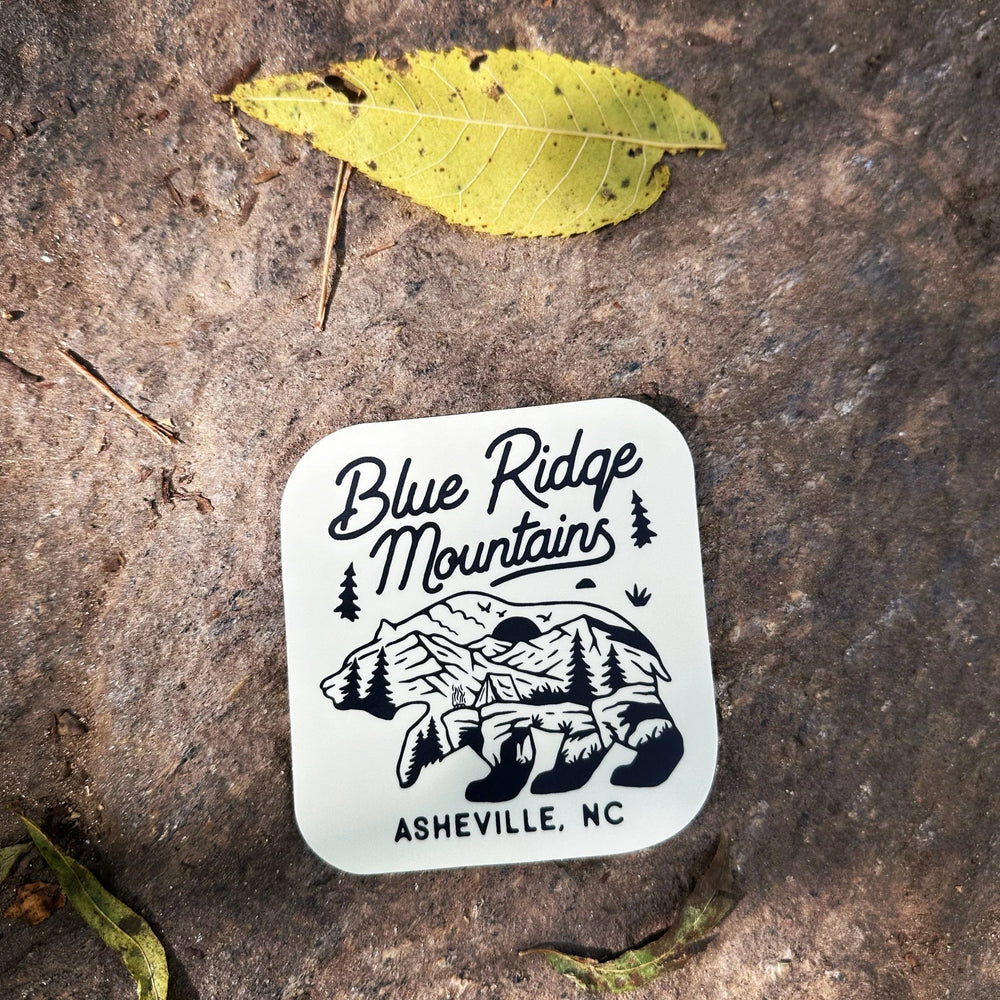 Blue Ridge
Mountains
ASHEVILLE, NC